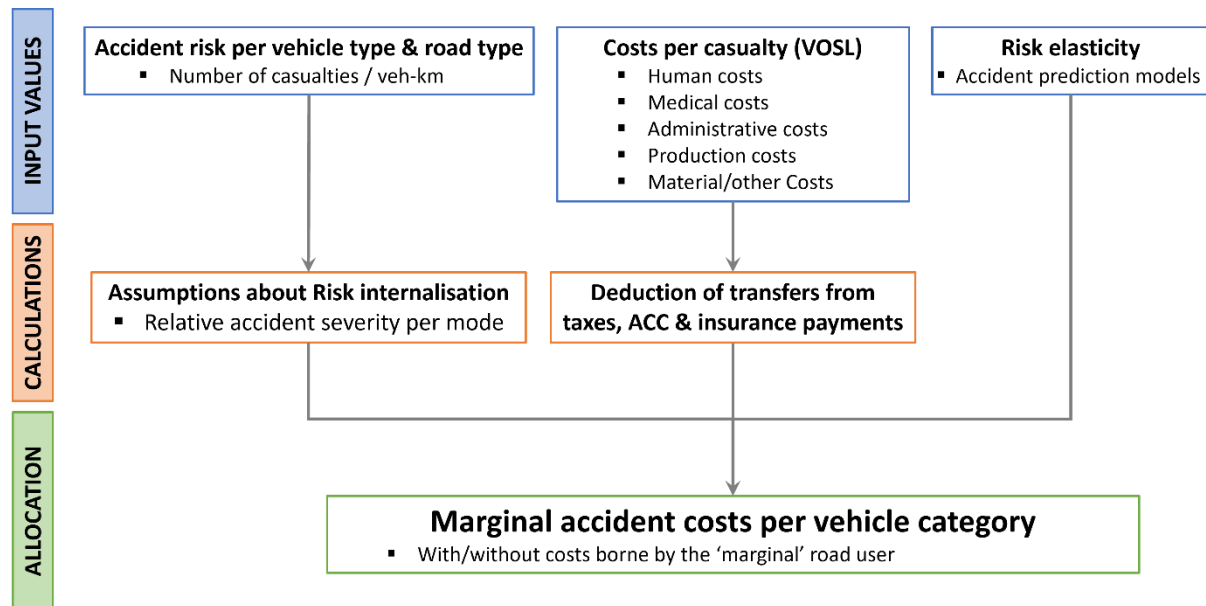 INPUT VALUES
Accident risk per vehicle type & road type
▪ Number of casualties / veh-km
Costs per casualty (VOSL)
▪ Human costs
▪ Medical costs
▪ Administrative costs
▪ Production costs
▪ Material/other Costs
Risk elasticity
▪ Accident prediction models
CALCULATIONS
Assumptions about Risk internalisation
▪ Relative accident severity per mode
Deduction of transfers from
taxes, ACC & insurance payments
ALLOCATION
Marginal accident costs per vehicle category
▪ With/without costs borne by the ‘marginal’ road user